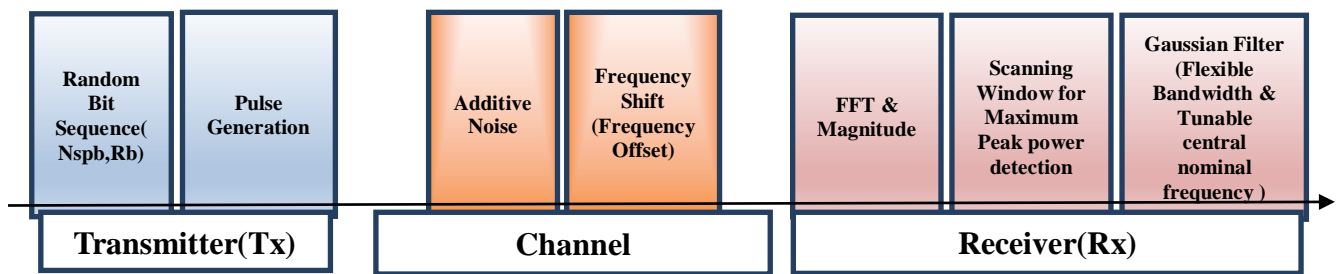 Random
Bit
Sequence(
Nspb,Rb)
Pulse
Generation
Additive
Noise
Frequency
Shift
(Frequency
Offset)
FFT &
Magnitude
Scanning
Window for
Maximum
Peak power
detection
Gaussian Filter
(Flexible
Bandwidth &
Tunable
central
nominal
frequency )
Transmitter(Tx)
Channel
Receiver(Rx)